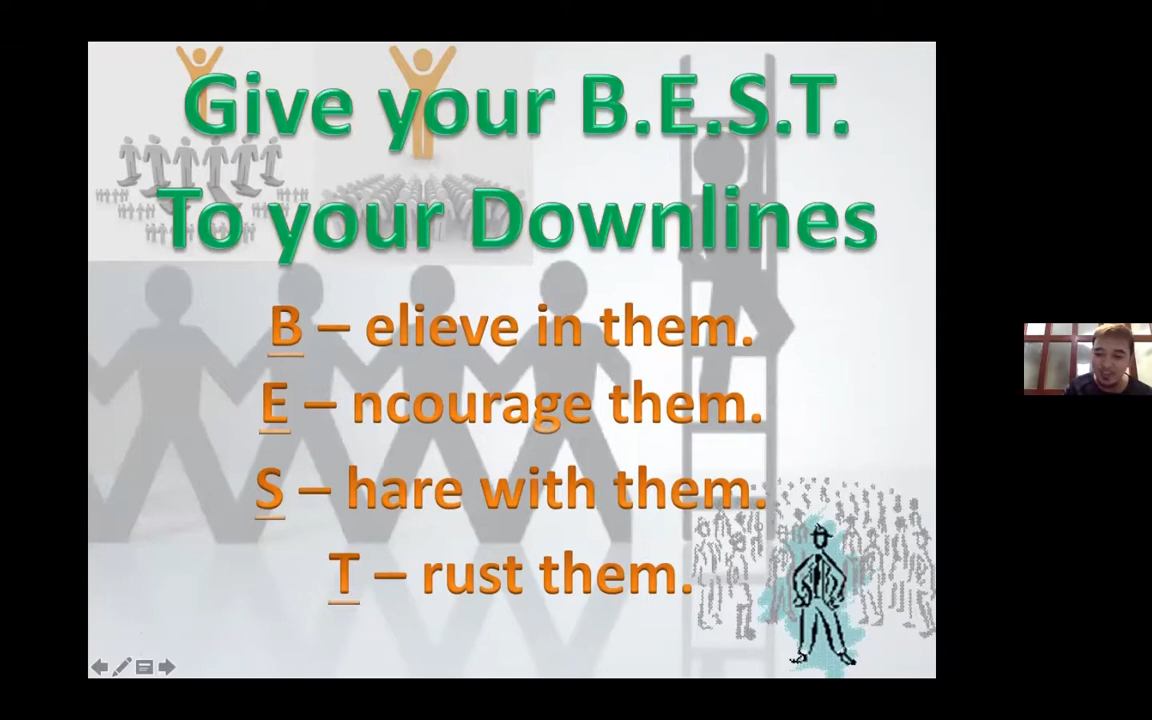 Give your B.E.S.T.
To your Downlines
B – elieve in them.
E – ncourage them.
S – hare with them.
T – rust them.